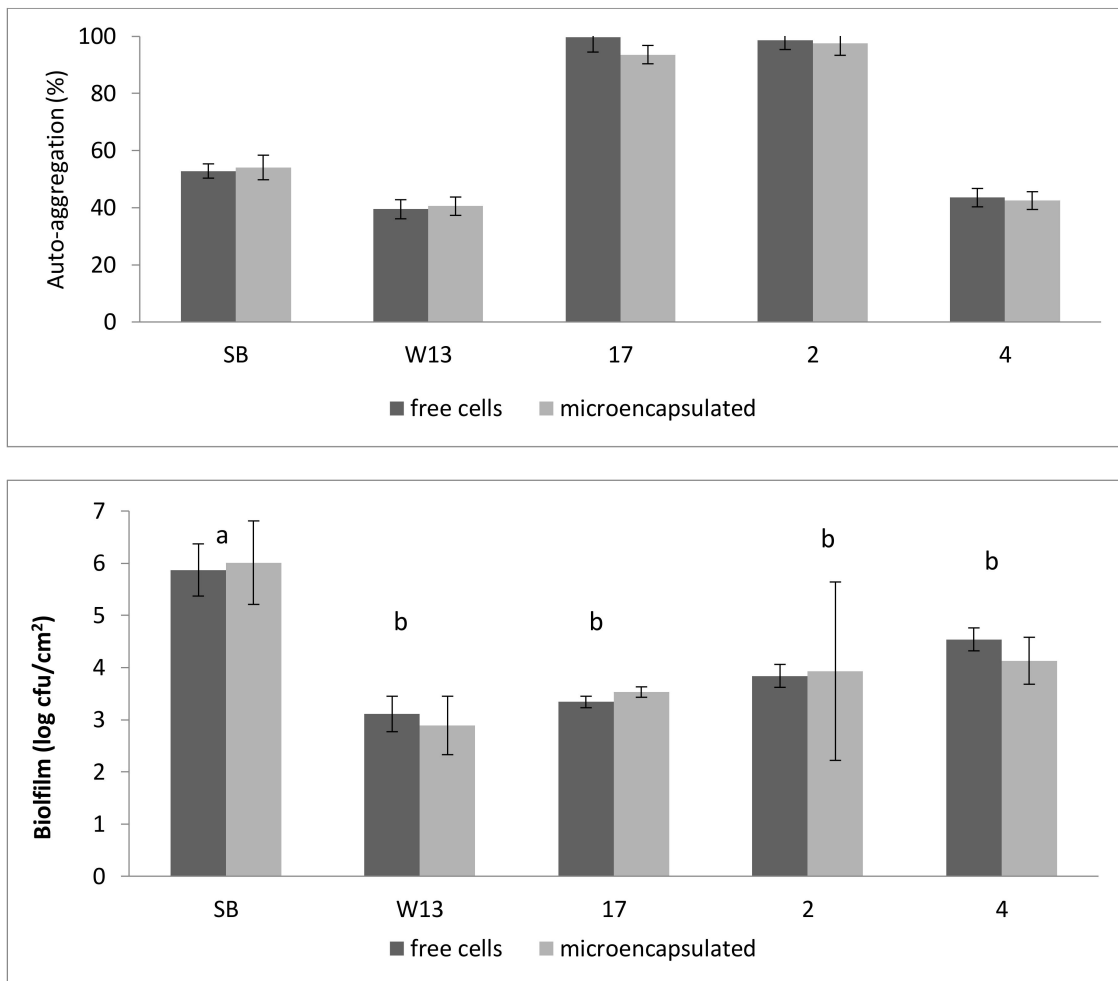 100
80
60
40
20
0
Auto-aggregation (%)
SB W13 17 2 4
free cells microencapsulated
7
6
5
4
3
2
1
0
Biolfilm (log cfu/cm²)
a b b b b
SB W13 17 2 4
free cells microencapsulated